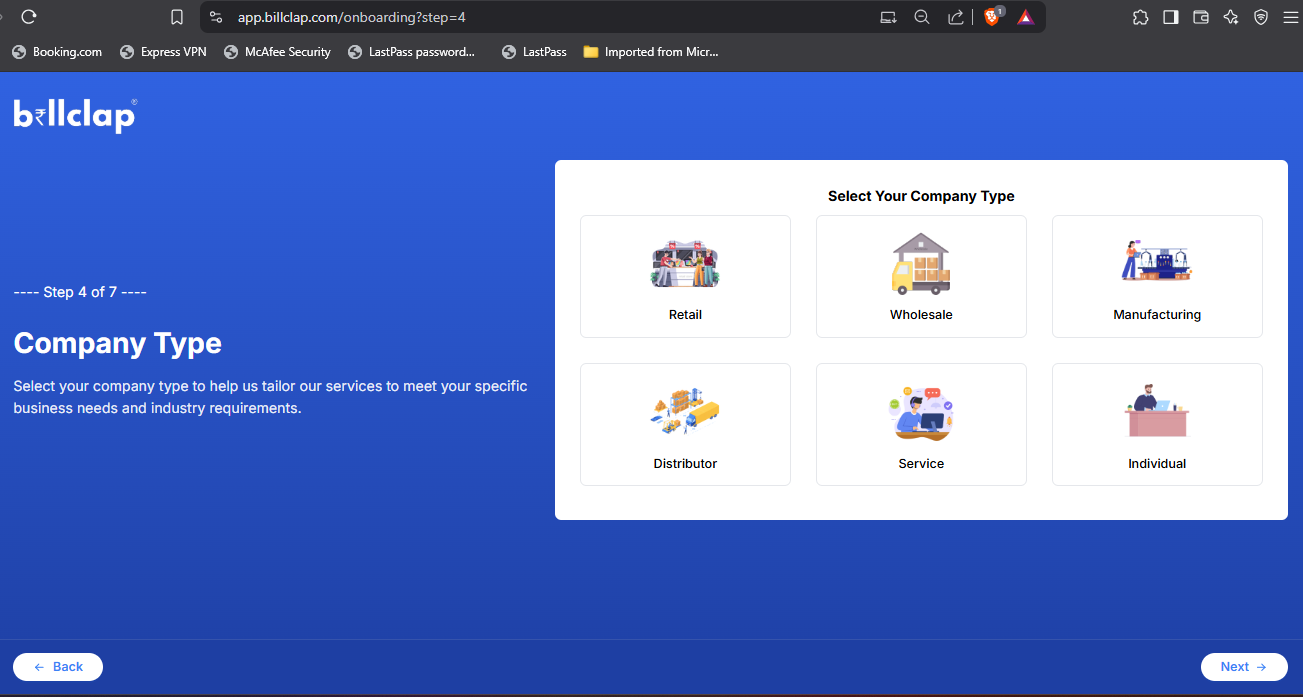 app.billclap.com/onboarding?step=4
1
Booking.com
Express VPN
McAfee Security
LastPass password...
LastPass
Imported from Micr...
b₹llclap®
---- Step 4 of 7 ----
Company Type
Select your company type to help us tailor our services to meet your specific
business needs and industry requirements.
Select Your Company Type
Retail
Wholesale
Manufacturing
Distributor
Service
Individual
← Back
Next →